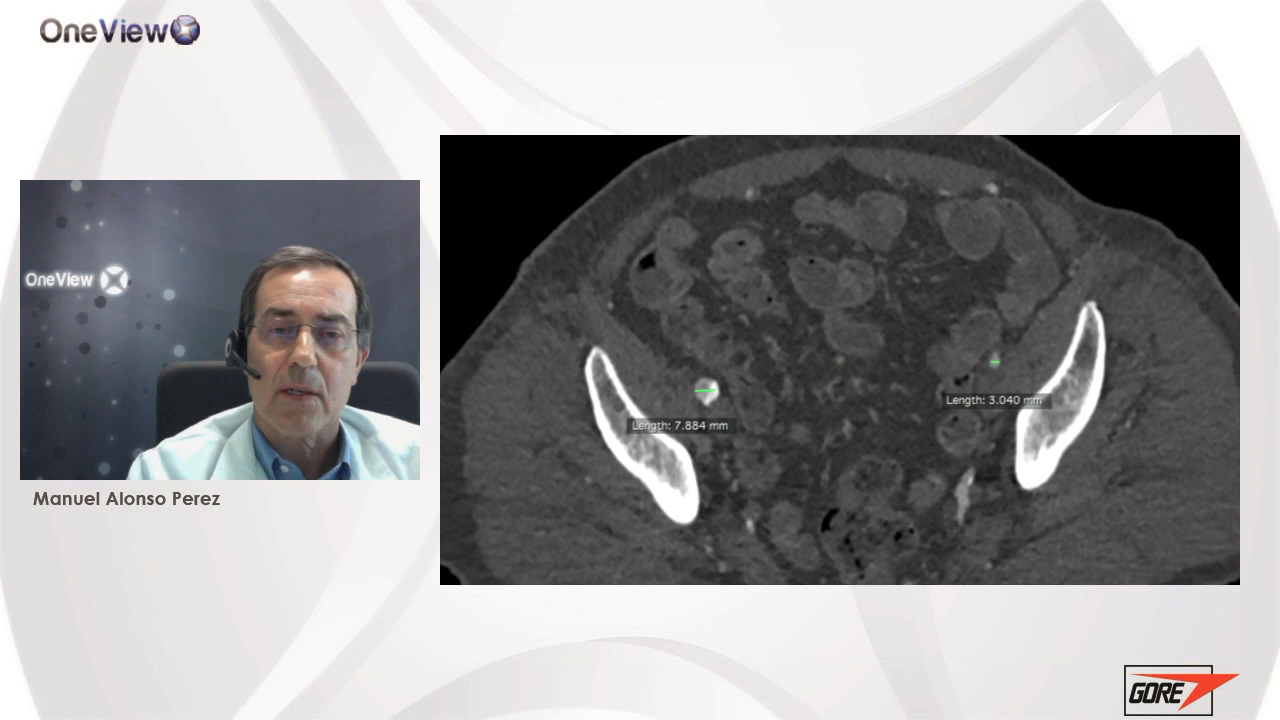 OneView
OneView
Manuel Alonso Perez
Length: 7.884 mm
Length: 3.040 mm
GORE